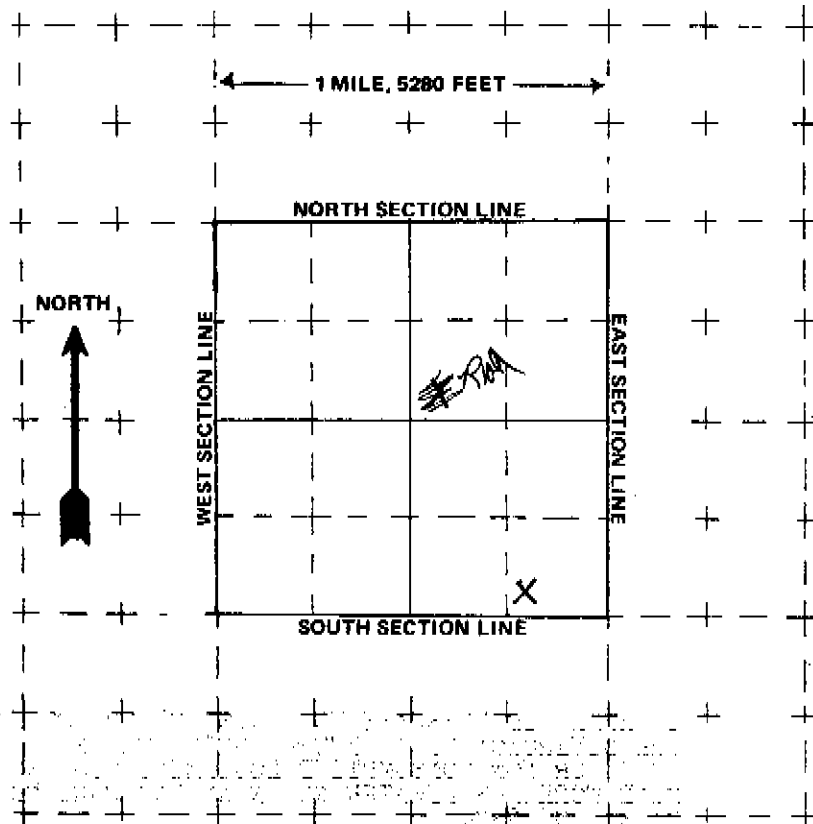 1 MILE, 5280 FEET
NORTH SECTION LINE
NORTH
WEST SECTION LINE
EAST SECTION LINE
X
SOUTH SECTION LINE